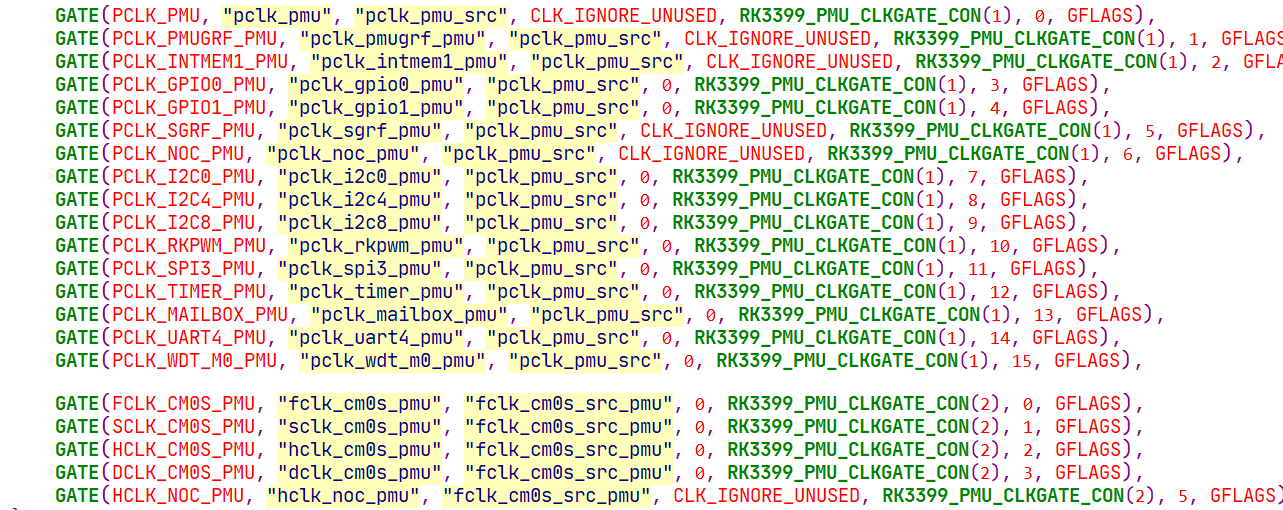 GATE(PCLK_PMU, "pclk_pmu", "pclk_pmu_src", CLK_IGNORE_UNUSED, RK3399_PMU_CLKGATE_CON(1), 0, GFLAGS),
GATE(PCLK_PMUGRF_PMU, "pclk_pmugrf_pmu", "pclk_pmu_src", CLK_IGNORE_UNUSED, RK3399_PMU_CLKGATE_CON(1), 1, GFLAGS
GATE(PCLK_INTMEM1_PMU, "pclk_intmem1_pmu", "pclk_pmu_src", CLK_IGNORE_UNUSED, RK3399_PMU_CLKGATE_CON(1), 2, GFLA
GATE(PCLK_GPIO0_PMU, "pclk_gpio0_pmu", "pclk_pmu_src", 0, RK3399_PMU_CLKGATE_CON(1), 3, GFLAGS),
GATE(PCLK_GPIO1_PMU, "pclk_gpio1_pmu", "pclk_pmu_src", 0, RK3399_PMU_CLKGATE_CON(1), 4, GFLAGS),
GATE(PCLK_SGRF_PMU, "pclk_sgrf_pmu", "pclk_pmu_src", CLK_IGNORE_UNUSED, RK3399_PMU_CLKGATE_CON(1), 5, GFLAGS),
GATE(PCLK_NOC_PMU, "pclk_noc_pmu", "pclk_pmu_src", CLK_IGNORE_UNUSED, RK3399_PMU_CLKGATE_CON(1), 6, GFLAGS),
GATE(PCLK_I2C0_PMU, "pclk_i2c0_pmu", "pclk_pmu_src", 0, RK3399_PMU_CLKGATE_CON(1), 7, GFLAGS),
GATE(PCLK_I2C4_PMU, "pclk_i2c4_pmu", "pclk_pmu_src", 0, RK3399_PMU_CLKGATE_CON(1), 8, GFLAGS),
GATE(PCLK_I2C8_PMU, "pclk_i2c8_pmu", "pclk_pmu_src", 0, RK3399_PMU_CLKGATE_CON(1), 9, GFLAGS),
GATE(PCLK_RKPWM_PMU, "pclk_rkpwm_pmu", "pclk_pmu_src", 0, RK3399_PMU_CLKGATE_CON(1), 10, GFLAGS),
GATE(PCLK_SPI3_PMU, "pclk_spi3_pmu", "pclk_pmu_src", 0, RK3399_PMU_CLKGATE_CON(1), 11, GFLAGS),
GATE(PCLK_TIMER_PMU, "pclk_timer_pmu", "pclk_pmu_src", 0, RK3399_PMU_CLKGATE_CON(1), 12, GFLAGS),
GATE(PCLK_MAILBOX_PMU, "pclk_mailbox_pmu", "pclk_pmu_src", 0, RK3399_PMU_CLKGATE_CON(1), 13, GFLAGS),
GATE(PCLK_UART4_PMU, "pclk_uart4_pmu", "pclk_pmu_src", 0, RK3399_PMU_CLKGATE_CON(1), 14, GFLAGS),
GATE(PCLK_WDT_M0_PMU, "pclk_wdt_m0_pmu", "pclk_pmu_src", 0, RK3399_PMU_CLKGATE_CON(1), 15, GFLAGS),
GATE(FCLK_CM0S_PMU, "fclk_cm0s_pmu", "fclk_cm0s_src_pmu", 0, RK3399_PMU_CLKGATE_CON(2), 0, GFLAGS),
GATE(SCLK_CM0S_PMU, "sclk_cm0s_pmu", "fclk_cm0s_src_pmu", 0, RK3399_PMU_CLKGATE_CON(2), 1, GFLAGS),
GATE(HCLK_CM0S_PMU, "hclk_cm0s_pmu", "fclk_cm0s_src_pmu", 0, RK3399_PMU_CLKGATE_CON(2), 2, GFLAGS),
GATE(DCLK_CM0S_PMU, "dclk_cm0s_pmu", "fclk_cm0s_src_pmu", 0, RK3399_PMU_CLKGATE_CON(2), 3, GFLAGS),
GATE(HCLK_NOC_PMU, "hclk_noc_pmu", "fclk_cm0s_src_pmu", CLK_IGNORE_UNUSED, RK3399_PMU_CLKGATE_CON(2), 5, GFLAGS)